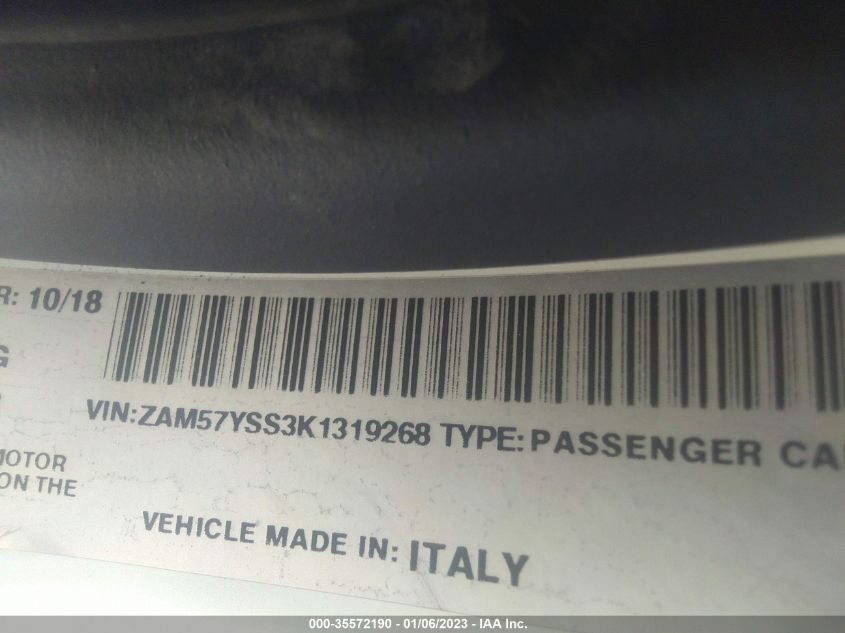 R: 10/18
G
VIN:ZAM57YSS3K1319268 TYPE:PASSENGER CA
MOTOR
ON THE
VEHICLE MADE IN: ITALY
000-35572190 - 01/06/2023 - IAA Inc.